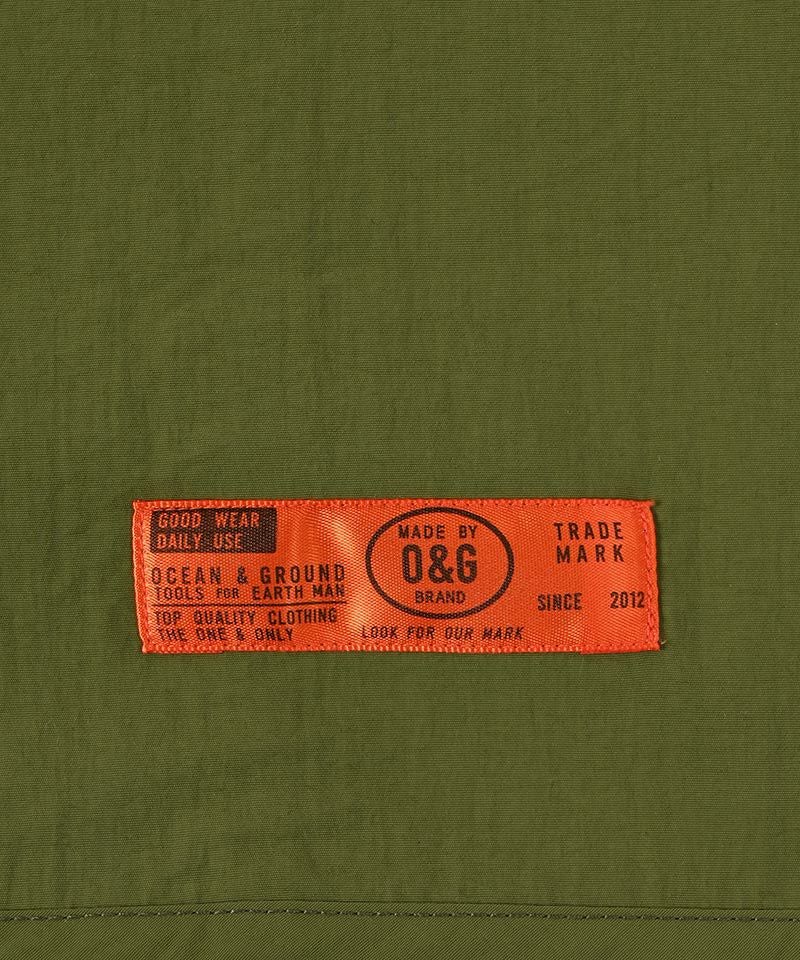 GOOD WEAR
DAILY USE
OCEAN & GROUND
TOOLS FOR EARTH MAN
TOP QUALITY CLOTHING
THE ONE & ONLY
MADE BY
O&G
BRAND
LOOK FOR OUR MARK
TRADE
MARK
SINCE 2012